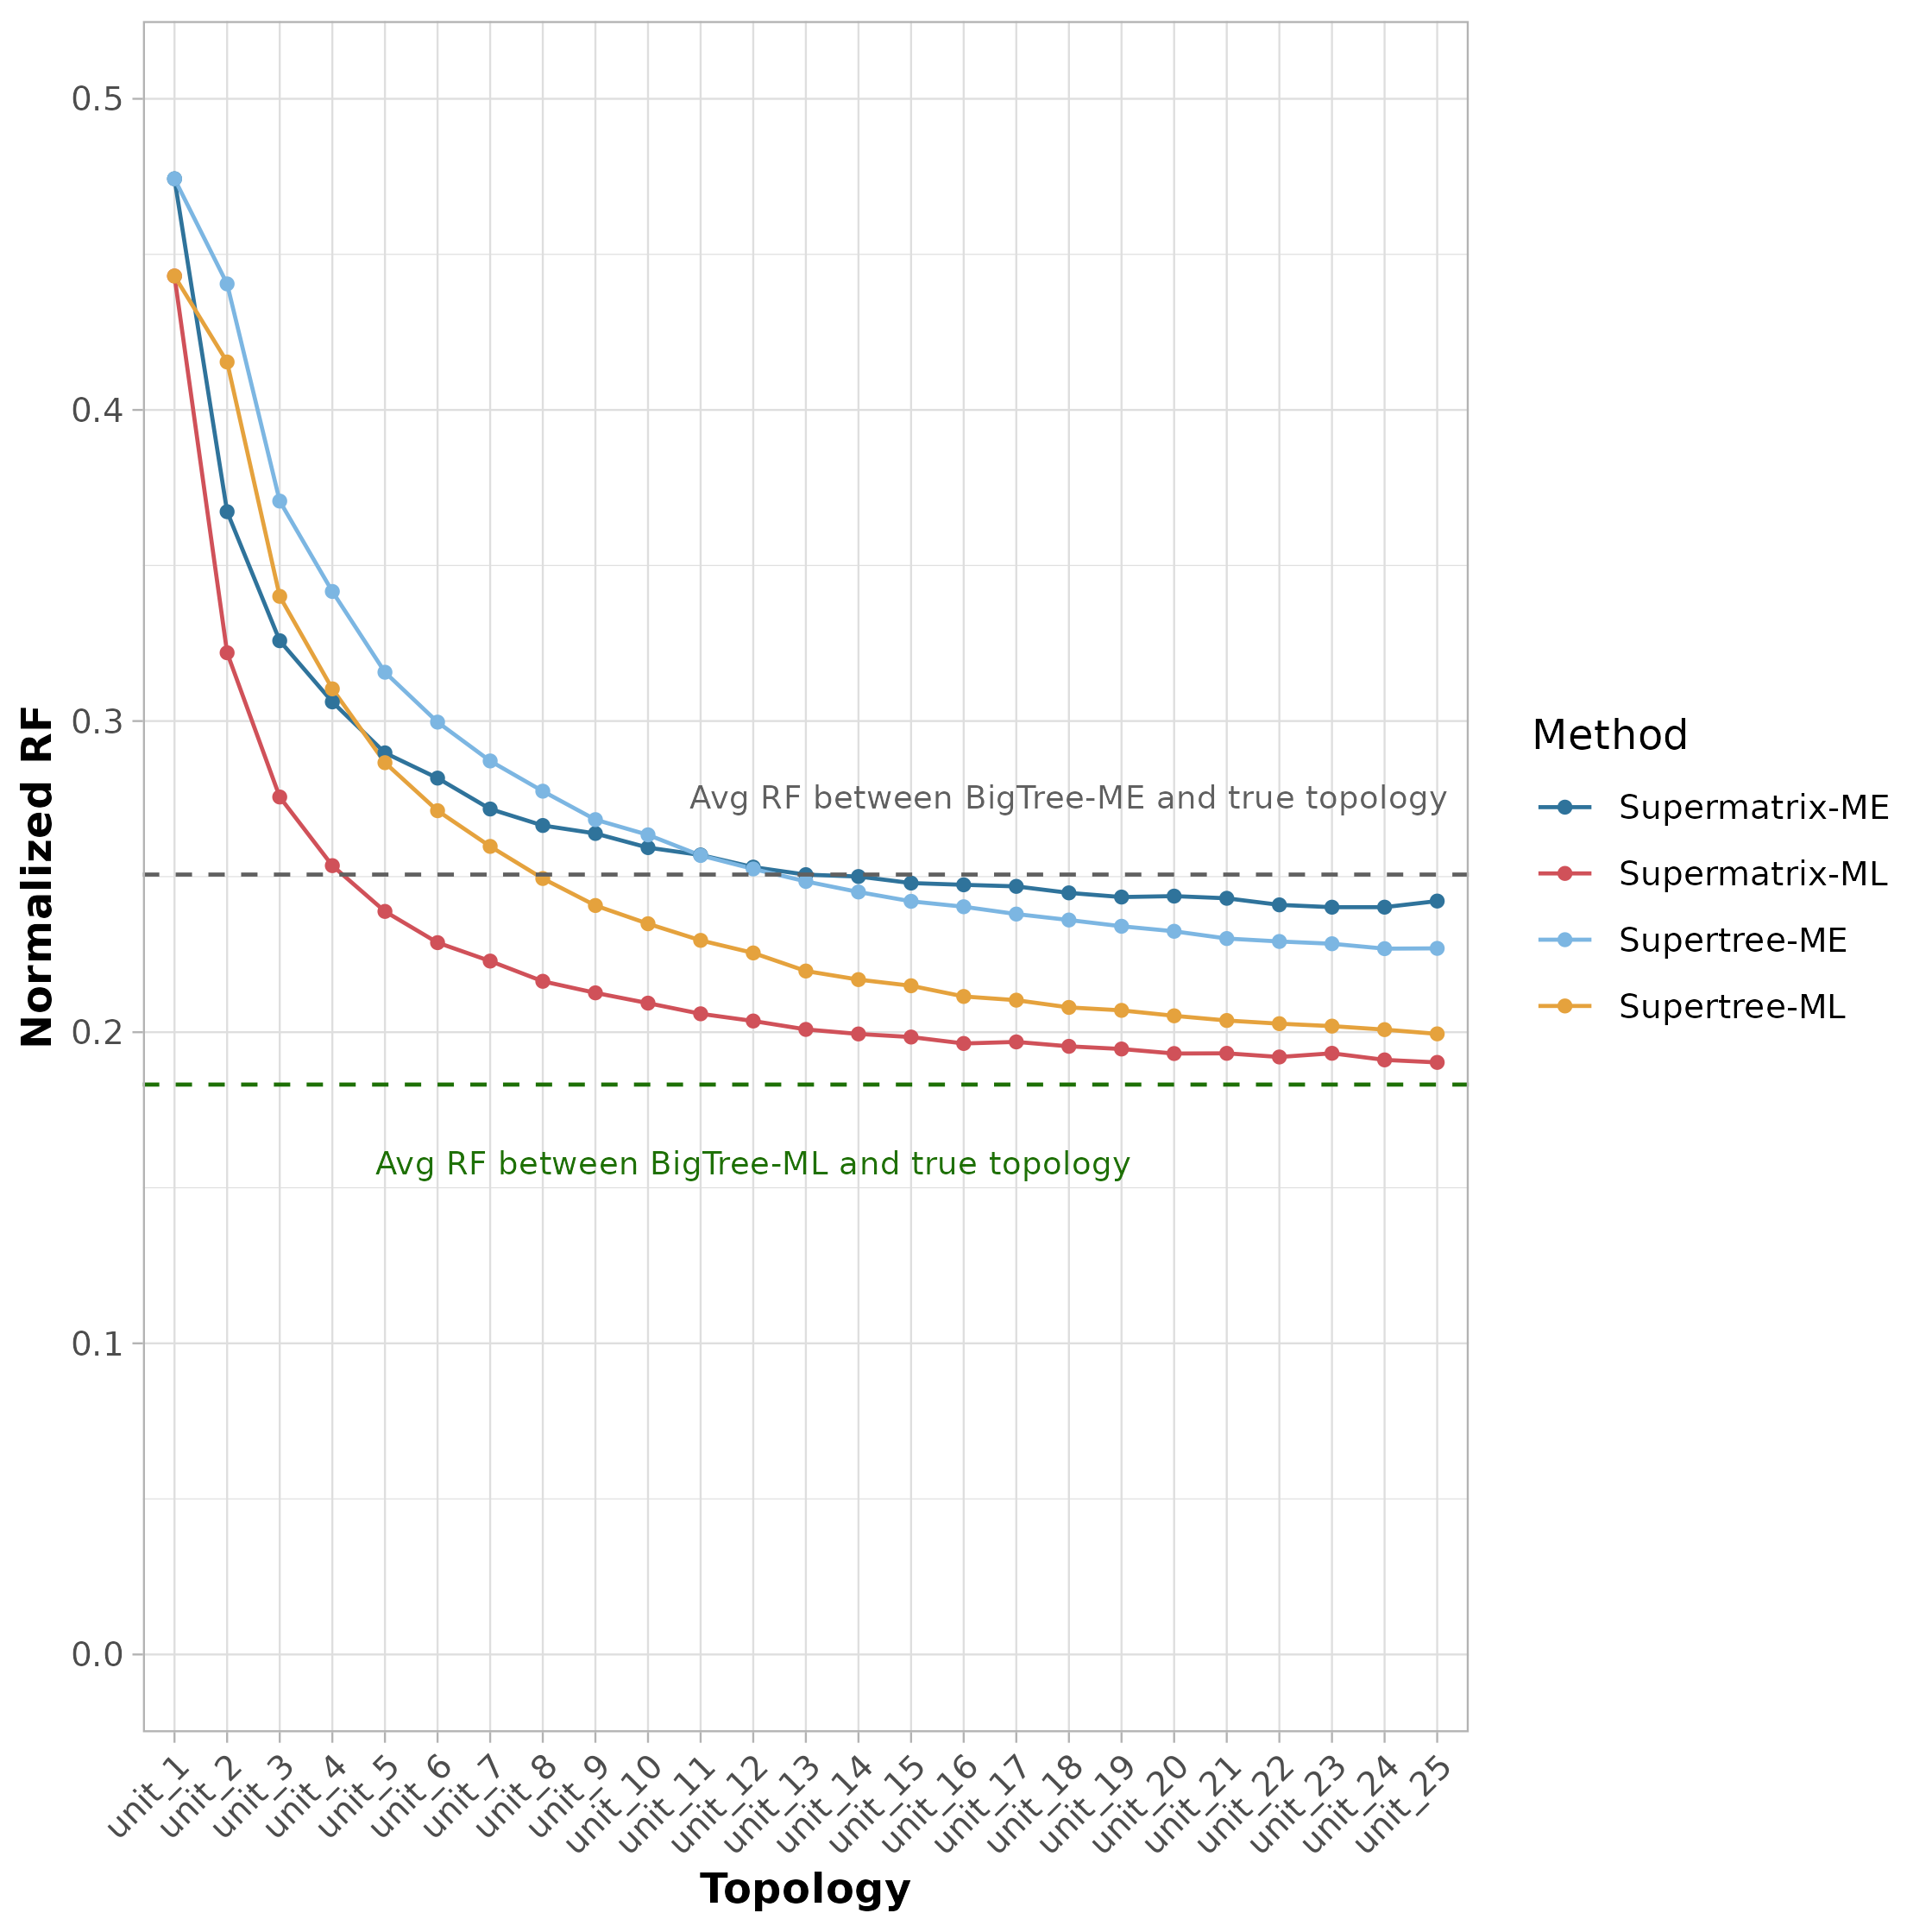 0.5
0.4
0.3
0.2
0.1
0.0
Normalized RF
Avg RF between BigTree-ME and true topology
Avg RF between BigTree-ML and true topology
unit_1
unit_2
unit_3
unit_4
unit_5
unit_6
unit_7
unit_8
unit_9
unit_10
unit_11
unit_12
unit_13
unit_14
unit_15
unit_16
unit_17
unit_18
unit_19
unit_20
unit_21
unit_22
unit_23
unit_24
unit_25
Topology
Method
Supermatrix-ME
Supermatrix-ML
Supertree-ME
Supertree-ML